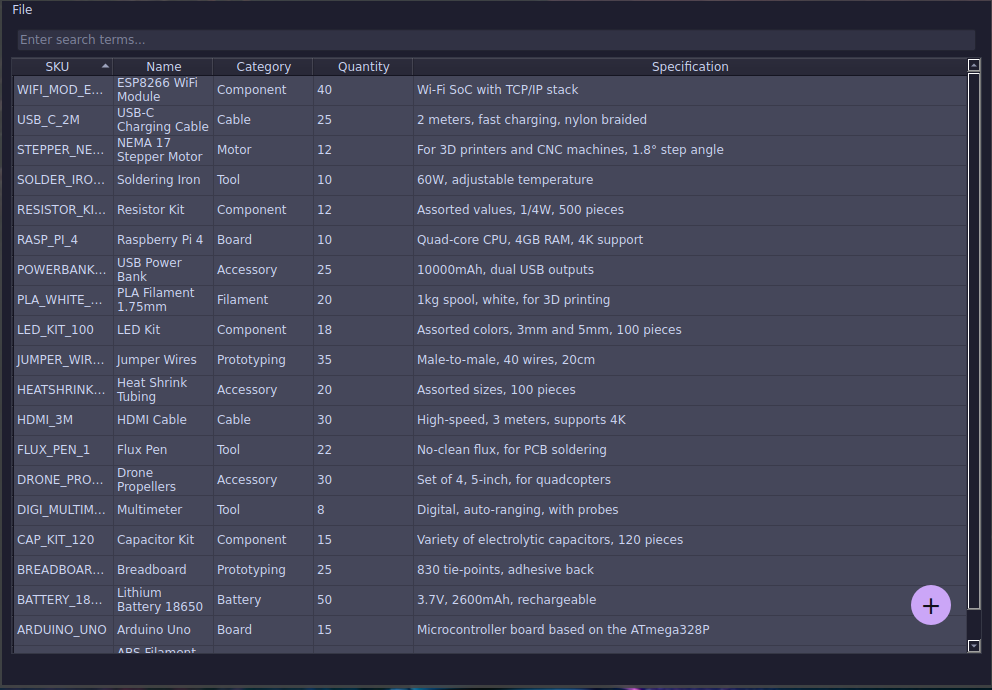 File
Enter search terms...
SKU Name Category Quantity Specification
WIFI_MOD_E... ESP8266 WiFi Module Component 40 Wi-Fi SoC with TCP/IP stack
USB_C_2M USB-C Charging Cable Cable 25 2 meters, fast charging, nylon braided
STEPPER_NE... NEMA 17 Stepper Motor Motor 12 For 3D printers and CNC machines, 1.8° step angle
SOLDER_IRO... Soldering Iron Tool 10 60W, adjustable temperature
RESISTOR_KI... Resistor Kit Component 12 Assorted values, 1/4W, 500 pieces
RASP_PI_4 Raspberry Pi 4 Board 10 Quad-core CPU, 4GB RAM, 4K support
POWERBANK... USB Power Bank Accessory 25 10000mAh, dual USB outputs
PLA_WHITE_... PLA Filament 1.75mm Filament 20 1kg spool, white, for 3D printing
LED_KIT_100 LED Kit Component 18 Assorted colors, 3mm and 5mm, 100 pieces
JUMPER_WIR... Jumper Wires Prototyping 35 Male-to-male, 40 wires, 20cm
HEATSHRINK... Heat Shrink Tubing Accessory 20 Assorted sizes, 100 pieces
HDMI_3M HDMI Cable Cable 30 High-speed, 3 meters, supports 4K
FLUX_PEN_1 Flux Pen Tool 22 No-clean flux, for PCB soldering
DRONE_PRO... Drone Propellers Accessory 30 Set of 4, 5-inch, for quadcopters
DIGI_MULTIM... Multimeter Tool 8 Digital, auto-ranging, with probes
CAP_KIT_120 Capacitor Kit Component 15 Variety of electrolytic capacitors, 120 pieces
BREADBOAR... Breadboard Prototyping 25 830 tie-points, adhesive back
BATTERY_18... Lithium Battery 18650 Battery 50 3.7V, 2600mAh, rechargeable
ARDUINO_UNO Arduino Uno Board 15 Microcontroller board based on the ATmega328P
ABS Filament